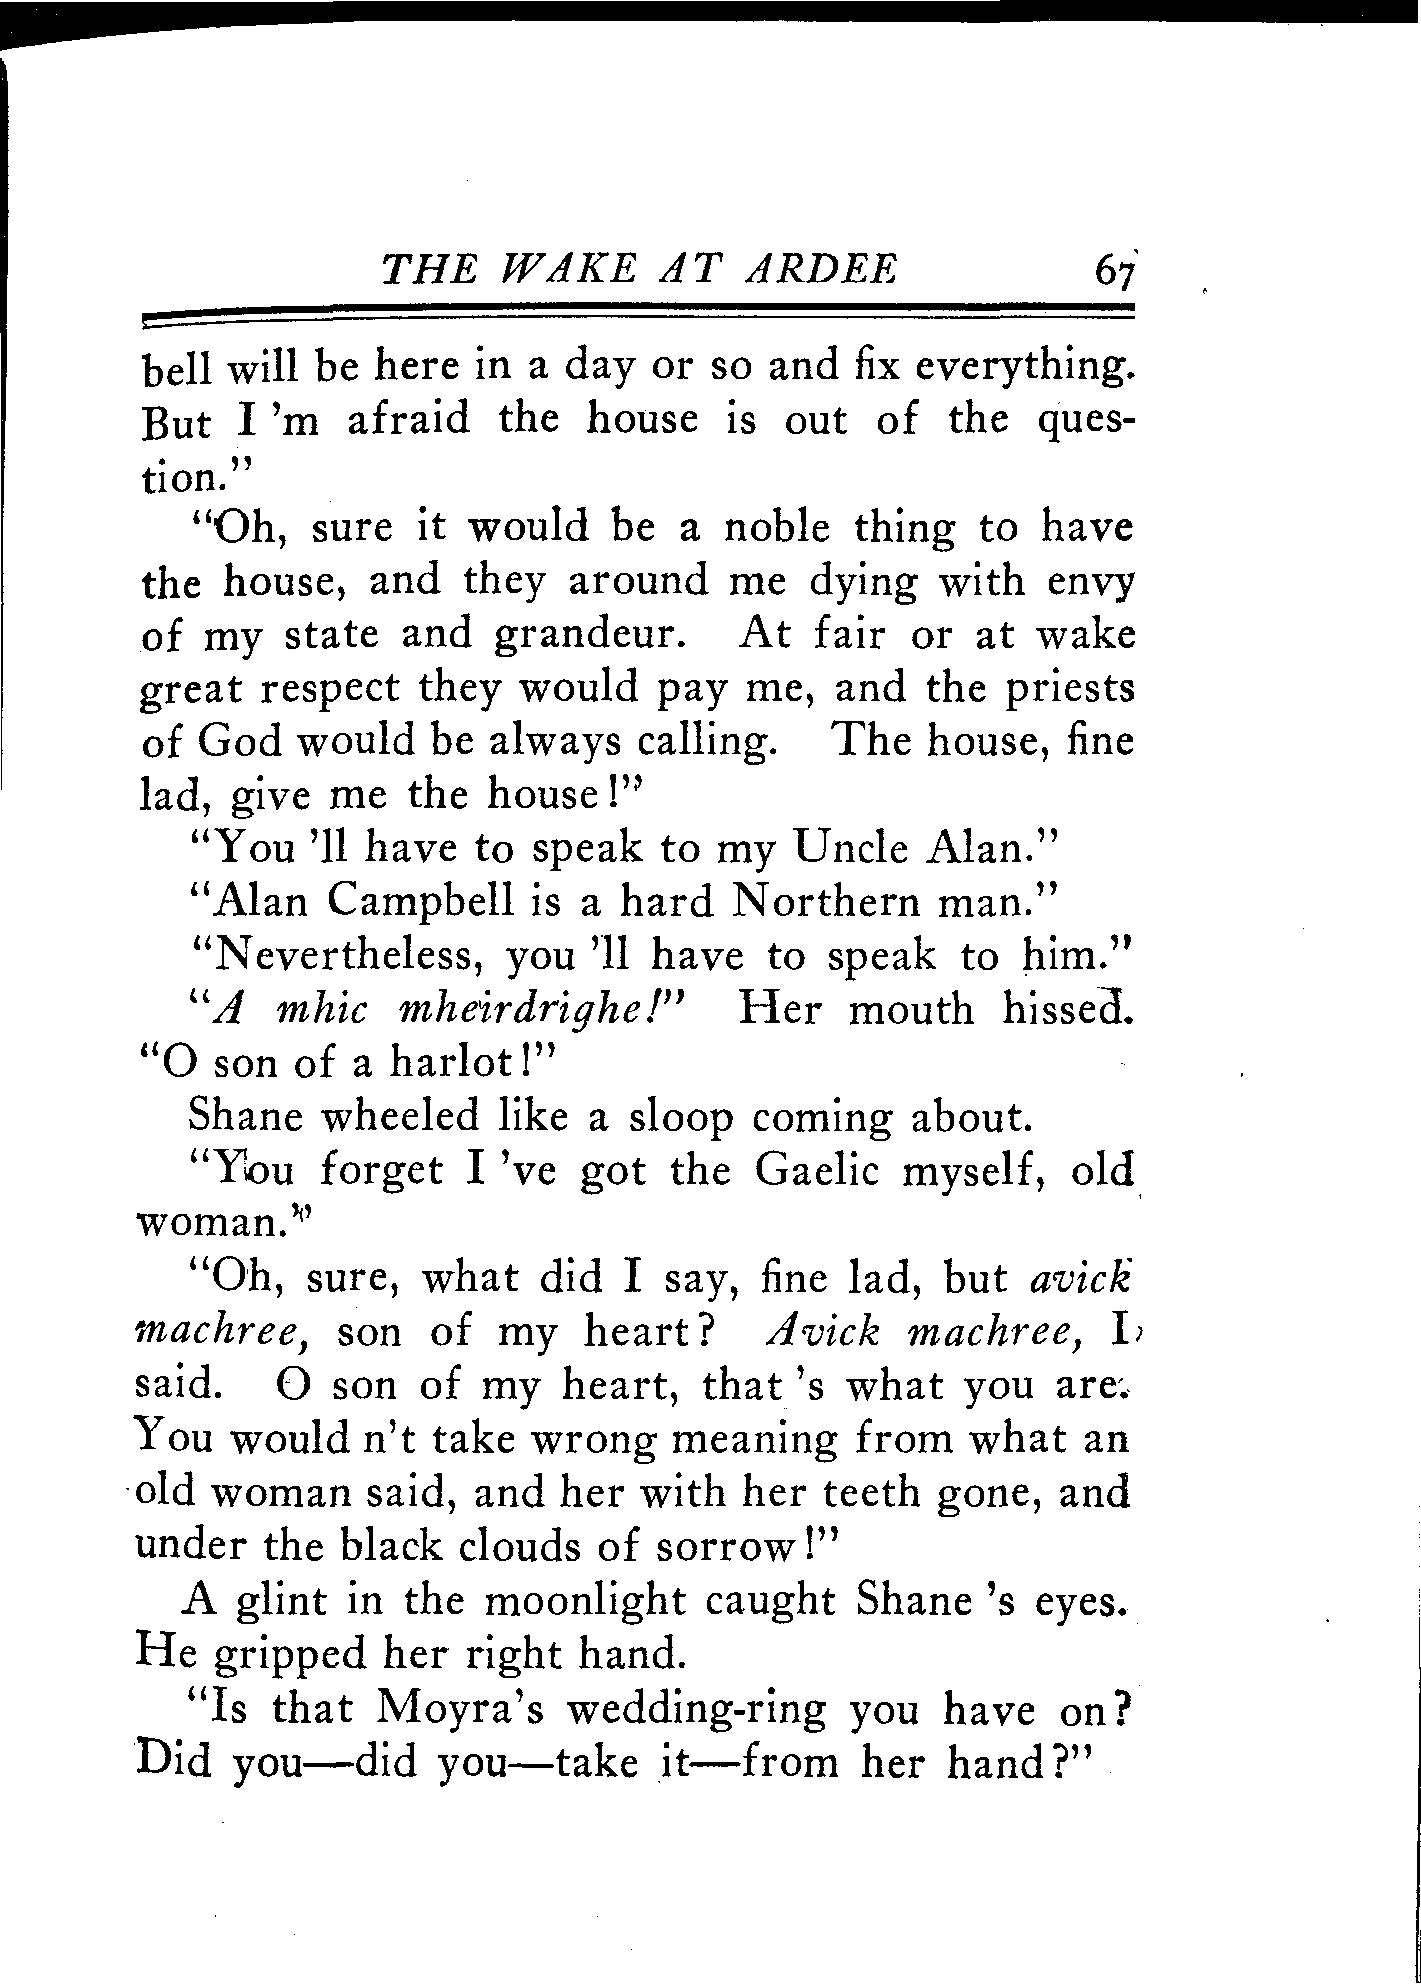 THE WAKE AT ARDEE 67
bell will be here in a day or so and fix everything.
But I 'm afraid the house is out of the ques-
tion."
"Oh, sure it would be a noble thing to have
the house, and they around me dying with envy
of my state and grandeur. At fair or at wake
great respect they would pay me, and the priests
of God would be always calling. The house, fine
lad, give me the house!"
"You 'll have to speak to my Uncle Alan."
"Alan Campbell is a hard Northern man."
"Nevertheless, you 'll have to speak to him."
"A mhic mheirdrighe!" Her mouth hissed.
"O son of a harlot!"
Shane wheeled like a sloop coming about.
"You forget I 've got the Gaelic myself, old
woman."
"Oh, sure, what did I say, fine lad, but avick
machree, son of my heart? Avick machree, I
said. O son of my heart, that 's what you are.
You would n't take wrong meaning from what an
old woman said, and her with her teeth gone, and
under the black clouds of sorrow!"
A glint in the moonlight caught Shane 's eyes.
He gripped her right hand.
"Is that Moyra's wedding-ring you have on?
Did you—did you—take it—from her hand?"